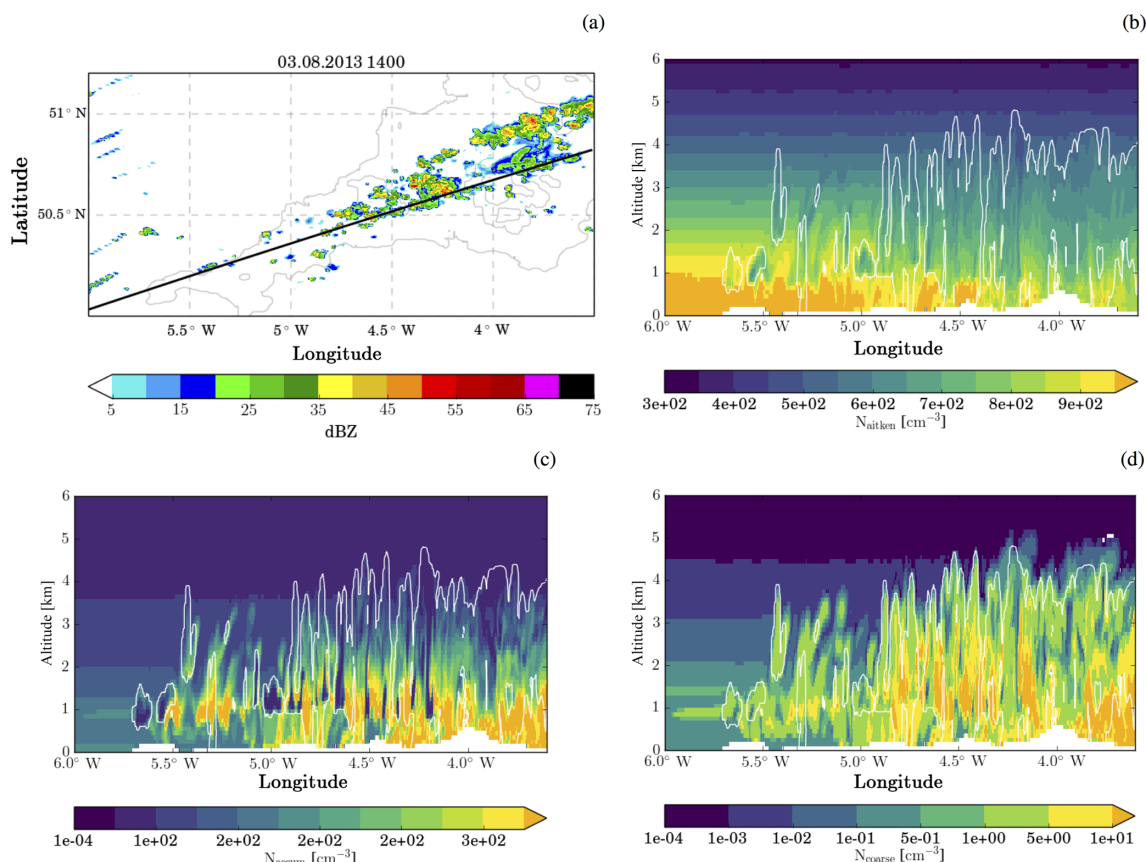 (a)
03.08.2013 1400
51° N
50.5° N
Latitude
5.5° W 5° W 4.5° W 4° W
Longitude
5 15 25 35 45 55 65 75
dBZ
(b)
6
5
4
3
2
1
0
Altitude [km]
6.0° W 5.5° W 5.0° W 4.5° W 4.0° W
Longitude
3e+02 4e+02 5e+02 6e+02 7e+02 8e+02 9e+02
N_aitken [cm⁻³]
(c)
6
5
4
3
2
1
0
Altitude [km]
6.0° W 5.5° W 5.0° W 4.5° W 4.0° W
Longitude
1e-04 1e+02 2e+02 2e+02 2e+02 3e+02
[cm⁻³]
(d)
6
5
4
3
2
1
0
Altitude [km]
6.0° W 5.5° W 5.0° W 4.5° W 4.0° W
Longitude
1e-04 1e-03 1e-02 1e-01 5e-01 1e+00 5e+00 1e+01
N_coarse [cm⁻³]